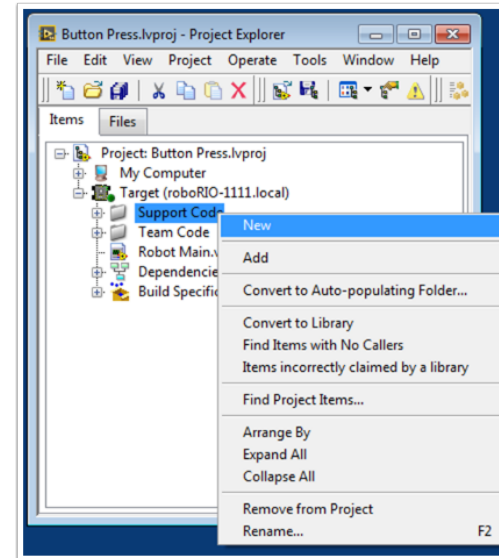 Button Press.lvproj - Project Explorer
File Edit View Project Operate Tools Window Help
Items Files
Project: Button Press.lvproj
My Computer
Target (roboRIO-1111.local)
Support Code
Team Code
Robot Main.v
Dependencie
Build Specific
New
Add
Convert to Auto-populating Folder...
Convert to Library
Find Items with No Callers
Items incorrectly claimed by a library
Find Project Items...
Arrange By
Expand All
Collapse All
Remove from Project
Rename... F2